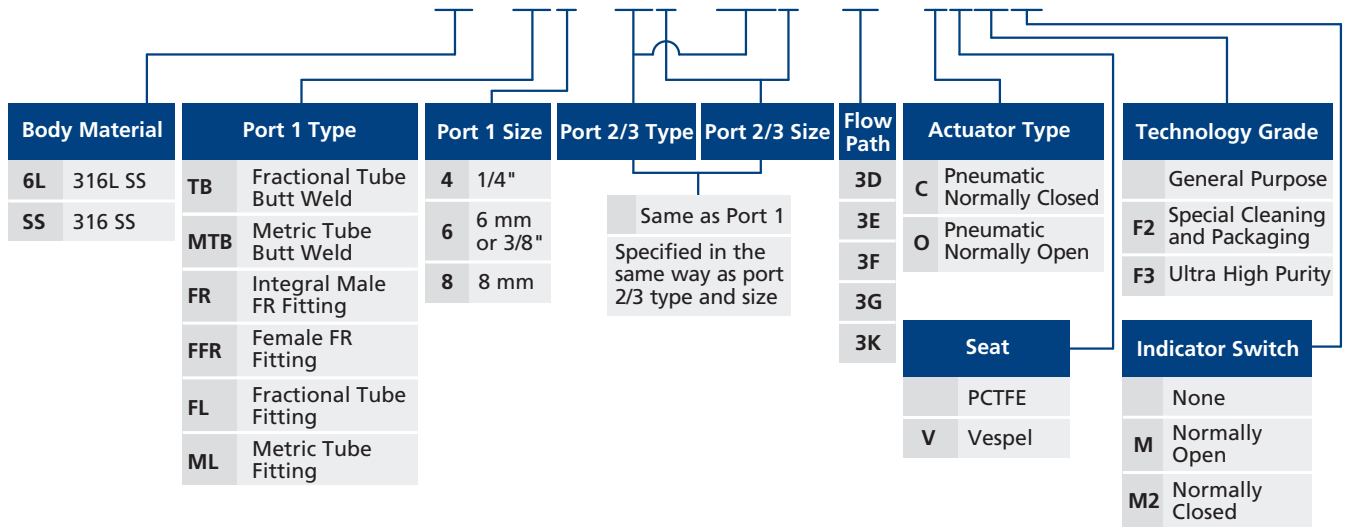 Body Material
6L 316L SS
SS 316 SS
Port 1 Type
TB Fractional Tube
Butt Weld
MTB Metric Tube
Butt Weld
FR Integral Male
FR Fitting
FFR Female FR
Fitting
FL Fractional Tube
Fitting
ML Metric Tube
Fitting
Port 1 Size
4 1/4"
6 6 mm
or 3/8"
8 8 mm
Port 2/3 Type
Port 2/3 Size
Same as Port 1
Specified in the
same way as port
2/3 type and size
Flow
Path
3D
3E
3F
3G
3K
Actuator Type
C Pneumatic
Normally Closed
O Pneumatic
Normally Open
Seat
PCTFE
V Vespel
Technology Grade
General Purpose
F2 Special Cleaning
and Packaging
F3 Ultra High Purity
Indicator Switch
None
M Normally
Open
M2 Normally
Closed